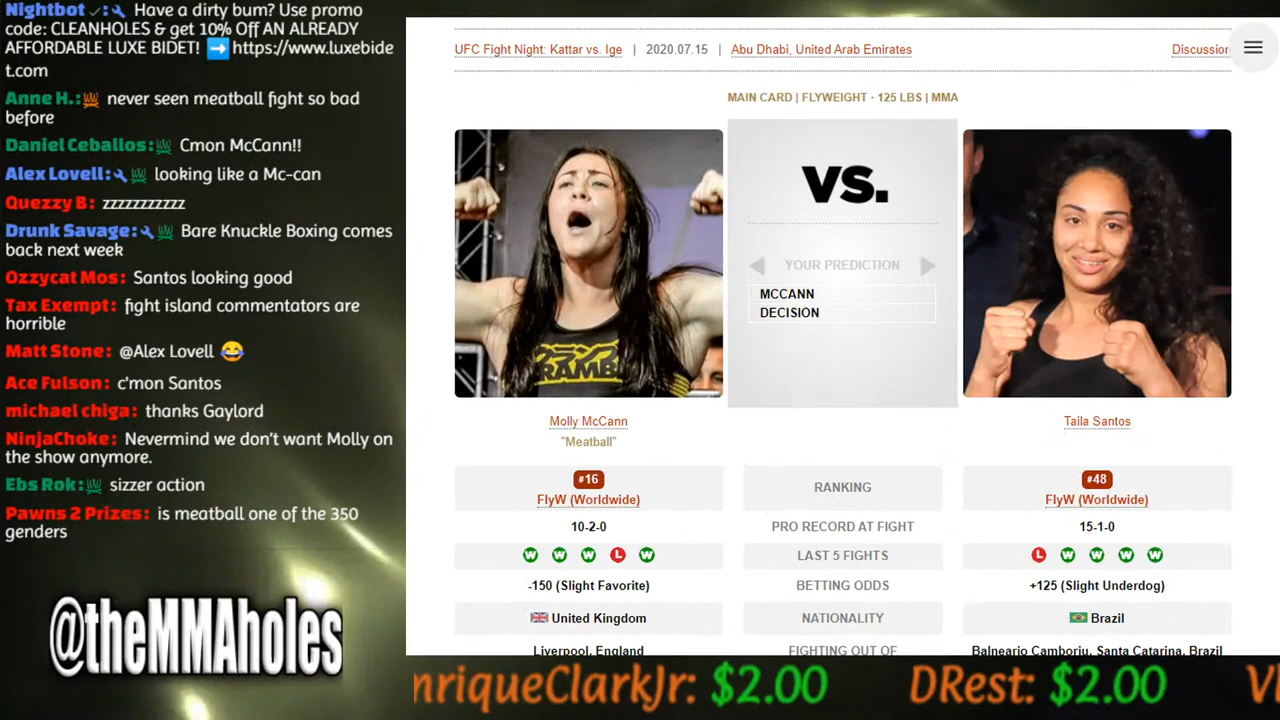 Nightbot ✓: Have a dirty bum? Use promo
code: CLEANHOLES & get 10% Off AN ALREADY
AFFORDABLE LUXE BIDET! ➡️ https://www.luxebide
t.com
Anne H.: never seen meatball fight so bad
before
Daniel Ceballos: Cmon McCann!!
Alex Lovell: looking like a Mc-can
Quezzy B: zzzzzzzzzzz
Drunk Savage: Bare Knuckle Boxing comes
back next week
Ozzycat Mos: Santos looking good
Tax Exempt: fight island commentators are
horrible
Matt Stone: @Alex Lovell 😂
Ace Fulson: c'mon Santos
michael chiga: thanks Gaylord
NinjaChoke: Nevermind we don't want Molly on
the show anymore.
Ebs Rok: sizzer action
Pawns 2 Prizes: is meatball one of the 350
genders
@theMMAholes
UFC Fight Night: Kattar vs. Ige | 2020.07.15 | Abu Dhabi, United Arab Emirates Discussion
MAIN CARD | FLYWEIGHT · 125 LBS | MMA
VS.
YOUR PREDICTION
MCCANN
DECISION
Molly McCann Taila Santos
"Meatball"
#16 RANKING #48
FlyW (Worldwide) FlyW (Worldwide)
10-2-0 PRO RECORD AT FIGHT 15-1-0
W W W L W LAST 5 FIGHTS L W W W W
-150 (Slight Favorite) BETTING ODDS +125 (Slight Underdog)
United Kingdom NATIONALITY Brazil
Liverpool, England FIGHTING OUT OF Balneario Camboriu, Santa Catarina, Brazil
nriqueClarkJr: $2.00 DRest: $2.00